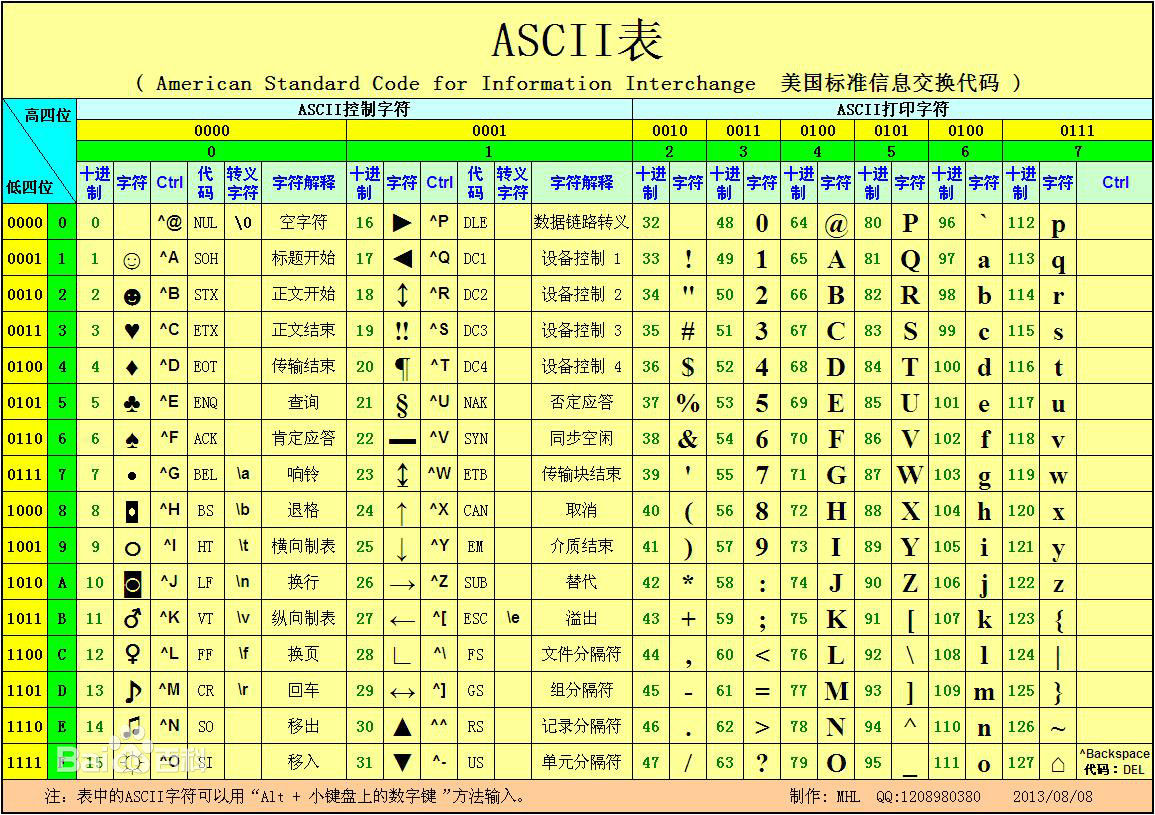 ASCII表
( American Standard Code for Information Interchange 美国标准信息交换代码 )
高四位 ASCII控制字符 ASCII打印字符
0000 0001 0010 0011 0100 0101 0100 0111
0 1 2 3 4 5 6 7
低四位 十进制 字符 Ctrl 代码 转义字符 字符解释 十进制 字符 Ctrl 代码 转义字符 字符解释 十进制 字符 十进制 字符 十进制 字符 十进制 字符 十进制 字符 十进制 字符 Ctrl
0000 0 0 ^@ NUL \0 空字符 16 ► ^P DLE 数据链路转义 32 48 0 64 @ 80 P 96 ` 112 p
0001 1 1 ☺ ^A SOH 标题开始 17 ◄ ^Q DC1 设备控制 1 33 ! 49 1 65 A 81 Q 97 a 113 q
0010 2 2 ☻ ^B STX 正文开始 18 ↕ ^R DC2 设备控制 2 34 " 50 2 66 B 82 R 98 b 114 r
0011 3 3 ♥ ^C ETX 正文结束 19 ‼ ^S DC3 设备控制 3 35 # 51 3 67 C 83 S 99 c 115 s
0100 4 4 ♦ ^D EOT 传输结束 20 ¶ ^T DC4 设备控制 4 36 $ 52 4 68 D 84 T 100 d 116 t
0101 5 5 ♣ ^E ENQ 查询 21 § ^U NAK 否定应答 37 % 53 5 69 E 85 U 101 e 117 u
0110 6 6 ♠ ^F ACK 肯定应答 22 ▬ ^V SYN 同步空闲 38 & 54 6 70 F 86 V 102 f 118 v
0111 7 7 • ^G BEL \a 响铃 23 ↨ ^W ETB 传输块结束 39 ' 55 7 71 G 87 W 103 g 119 w
1000 8 8 ◘ ^H BS \b 退格 24 ↑ ^X CAN 取消 40 ( 56 8 72 H 88 X 104 h 120 x
1001 9 9 ○ ^I HT \t 横向制表 25 ↓ ^Y EM 介质结束 41 ) 57 9 73 I 89 Y 105 i 121 y
1010 A 10 ◙ ^J LF \n 换行 26 → ^Z SUB 替代 42 * 58 : 74 J 90 Z 106 j 122 z
1011 B 11 ♂ ^K VT \v 纵向制表 27 ← ^[ ESC \e 溢出 43 + 59 ; 75 K 91 [ 107 k 123 {
1100 C 12 ♀ ^L FF \f 换页 28 ∟ ^\ FS 文件分隔符 44 , 60 < 76 L 92 \ 108 l 124 |
1101 D 13 ♪ ^M CR \r 回车 29 ↔ ^] GS 组分隔符 45 - 61 = 77 M 93 ] 109 m 125 }
1110 E 14 ♫ ^N SO 移出 30 ▲ ^^ RS 记录分隔符 46 . 62 > 78 N 94 ^ 110 n 126 ~
1111 F 15 ☼ ^O SI 移入 31 ▼ ^- US 单元分隔符 47 / 63 ? 79 O 95 _ 111 o 127 ⌂ ^Backspace 代码：DEL
Baidu百科
注：表中的ASCII字符可以用“Alt + 小键盘上的数字键”方法输入。 制作：MHL QQ:1208980380 2013/08/08